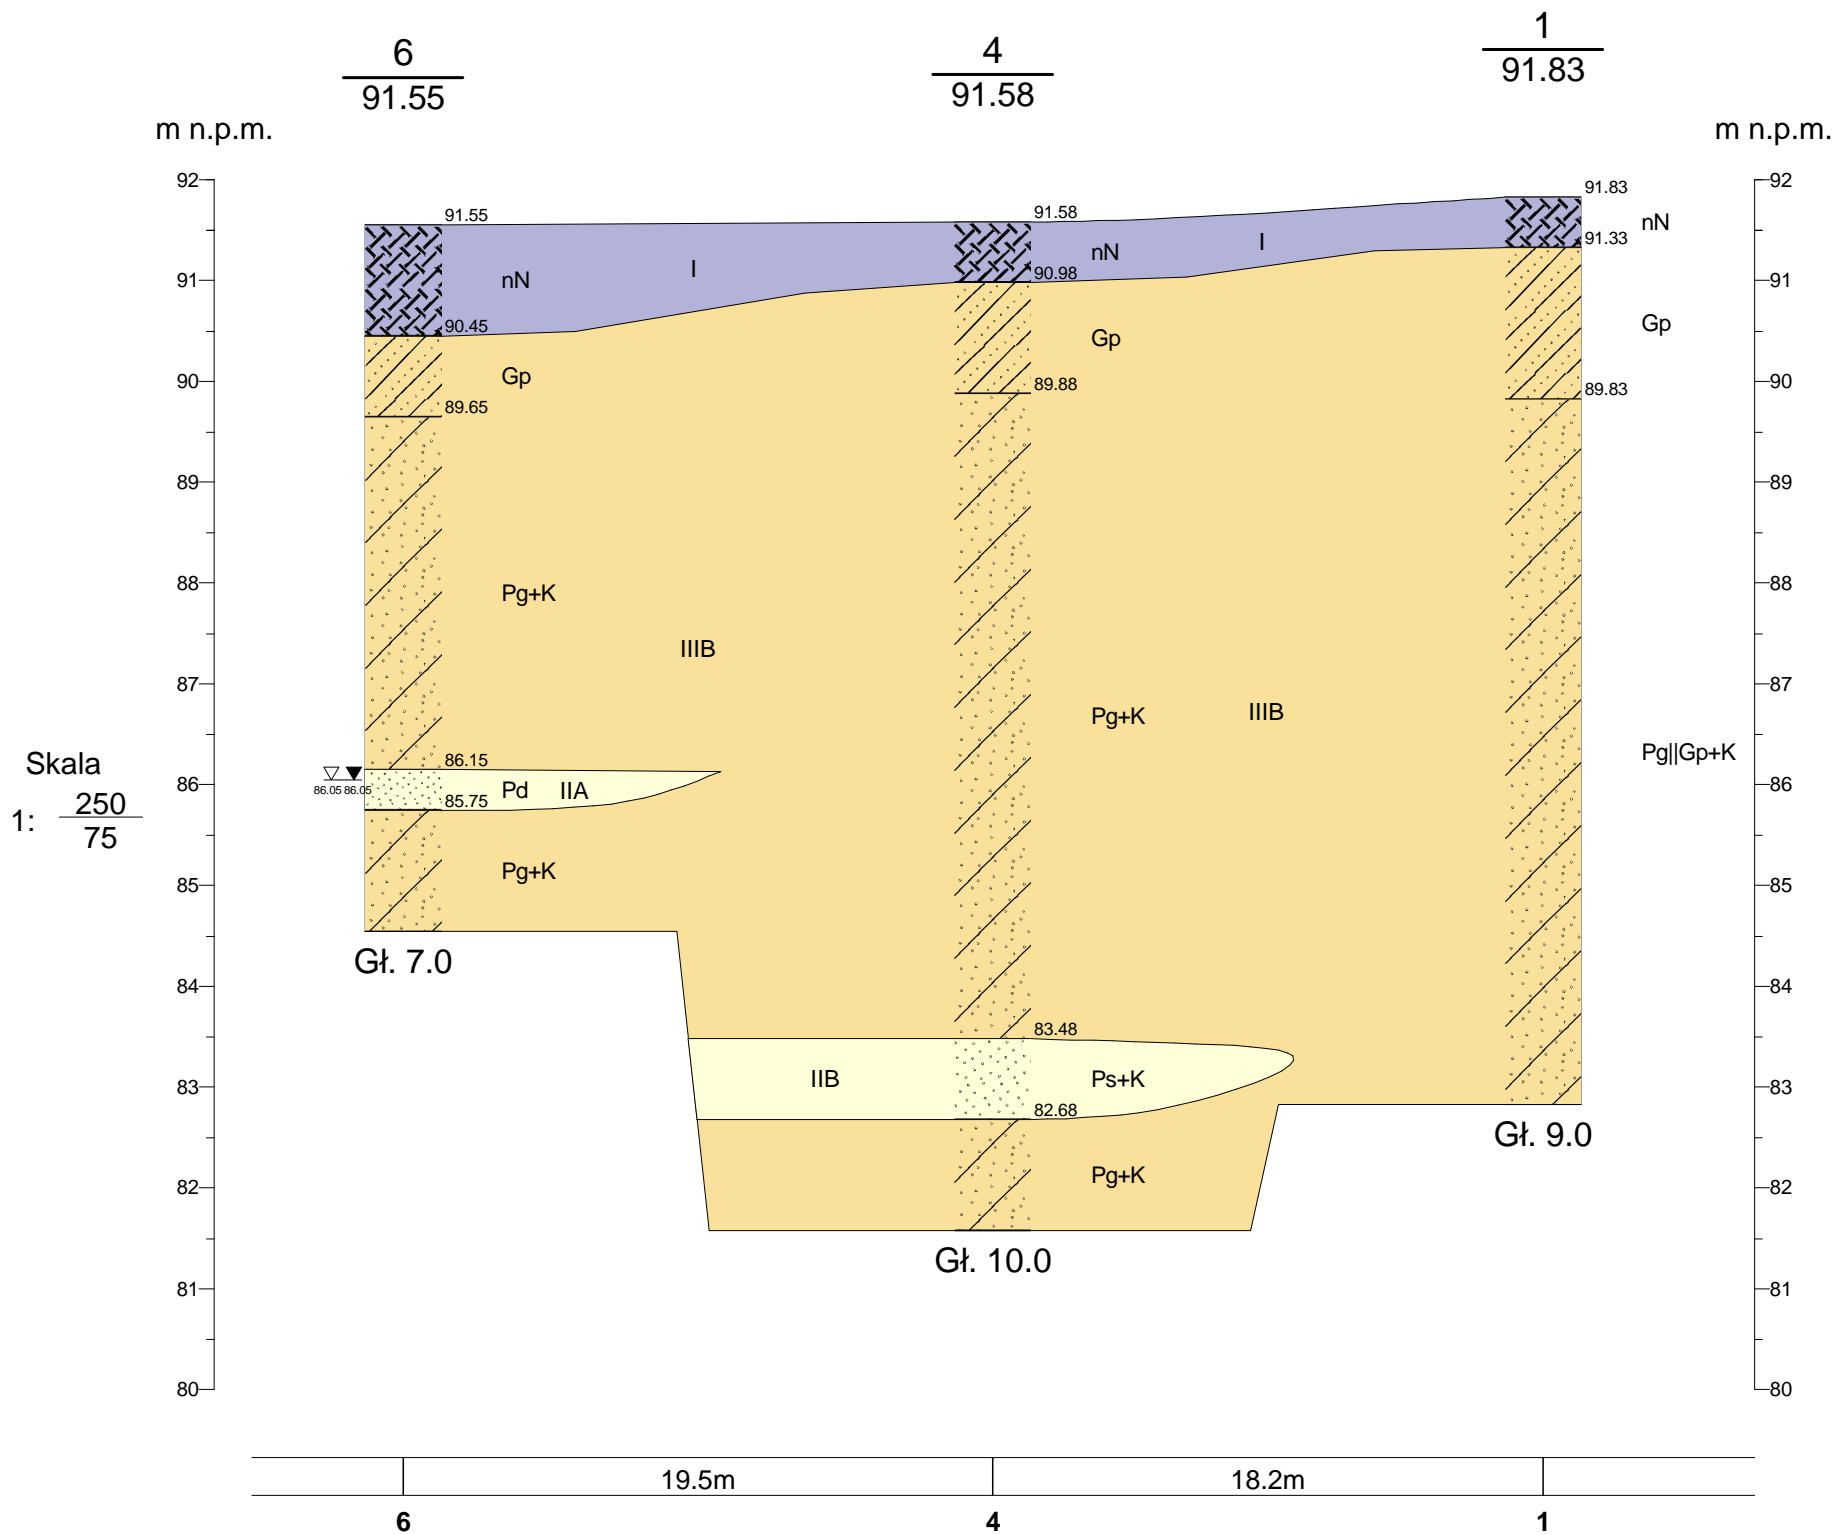 6
91.55
4
91.58
1
91.83
m n.p.m.
m n.p.m.
92
91
90
89
88
87
86
85
84
83
82
81
80
Skala
1: 250
75
91.55
nN
I
90.45
Gp
89.65
Pg+K
IIIB
86.15
86.05 86.05
Pd
IIA
85.75
Pg+K
Gł. 7.0
91.58
nN
I
90.98
Gp
89.88
Pg+K
IIIB
83.48
IIB
Ps+K
82.68
Pg+K
Gł. 10.0
91.83
nN
91.33
Gp
89.83
Pg||Gp+K
Gł. 9.0
92
91
90
89
88
87
86
85
84
83
82
81
80
19.5m
18.2m
6
4
1